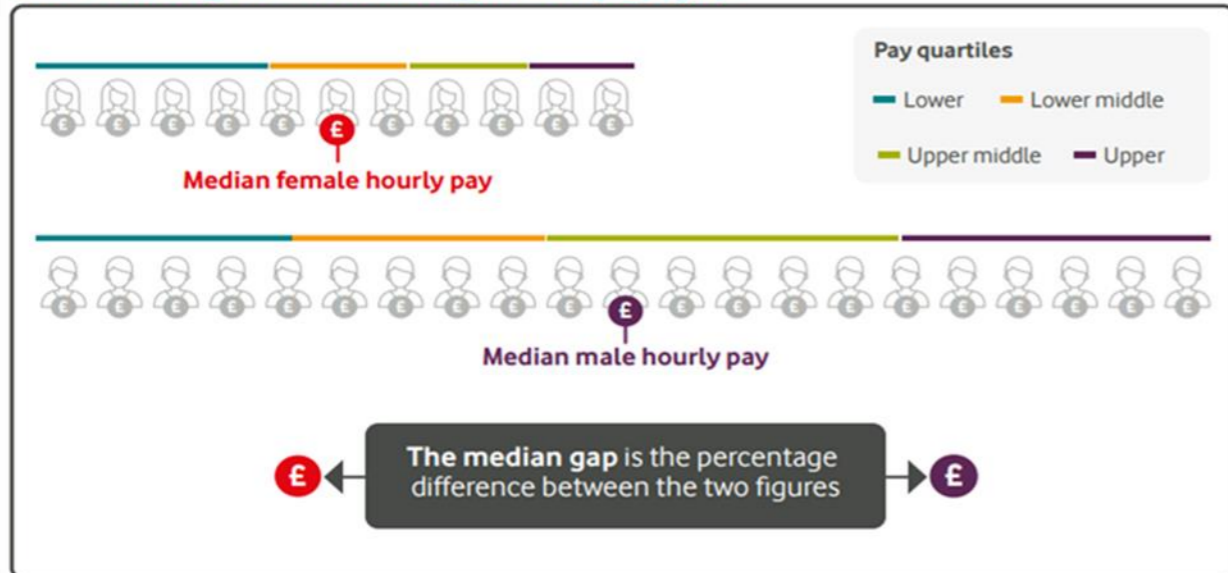 Pay quartiles
Lower
Lower middle
Upper middle
Upper
£ £ £ £ £ £ £ £ £ £ £
Median female hourly pay
£ £ £ £ £ £ £ £ £ £ £ £ £ £ £ £ £ £ £ £ £
Median male hourly pay
£
The median gap is the percentage
difference between the two figures
£